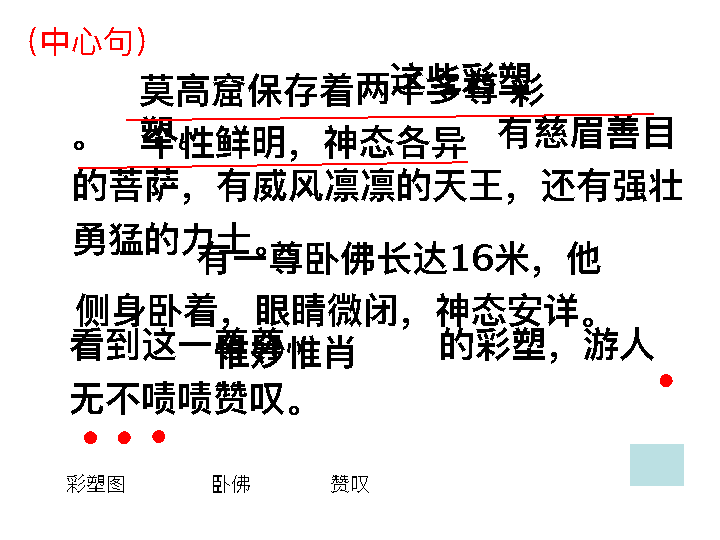 （中心句）
这些彩塑
莫高窟保存着两千多尊 彩
塑。
。 个性鲜明，神态各异 有慈眉善目
的菩萨，有威风凛凛的天王，还有强壮
勇猛的力士。
有一尊卧佛长达16米，他
侧身卧着，眼睛微闭，神态安详。
看到这一尊尊 惟妙惟肖 的彩塑，游人
无不啧啧赞叹。
彩塑图 卧佛 赞叹